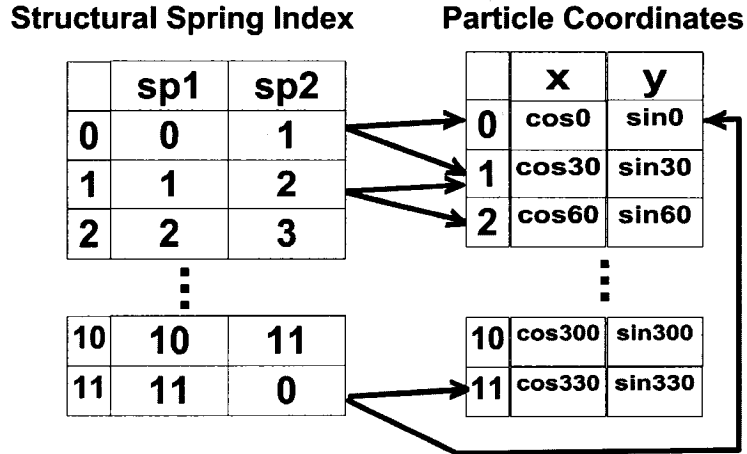 Structural Spring Index
sp1 sp2
0 0 1
1 1 2
2 2 3
10 10 11
11 11 0
Particle Coordinates
x y
0 cos0 sin0
1 cos30 sin30
2 cos60 sin60
10 cos300 sin300
11 cos330 sin330